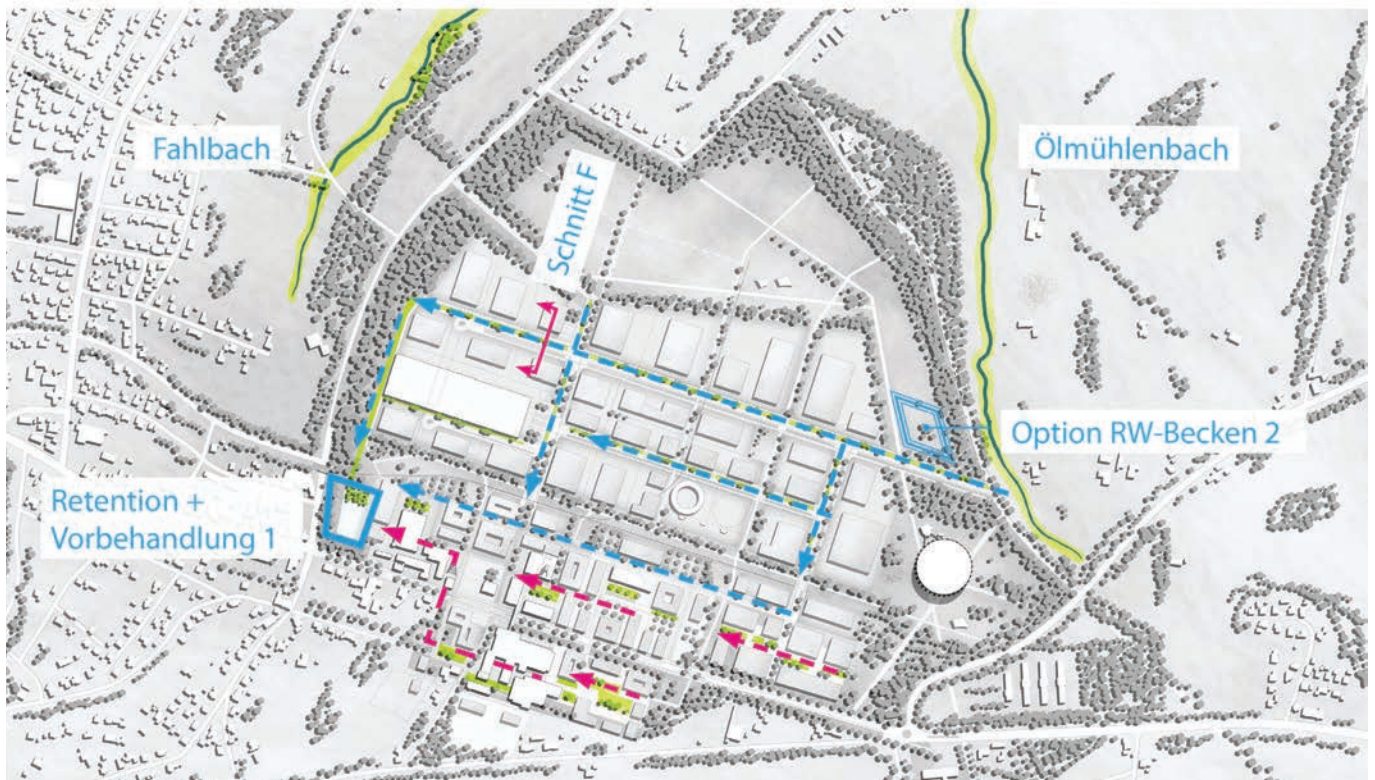 Fahlbach
Ölmühlenbach
Schnitt F
Option RW-Becken 2
Retention +
Vorbehandlung 1